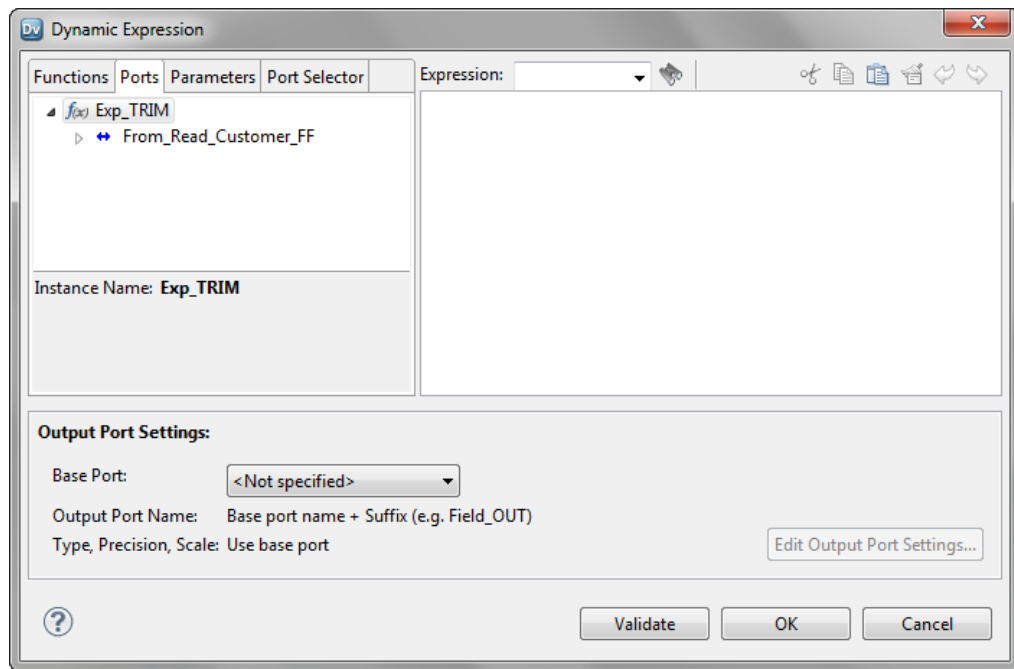 Dv Dynamic Expression
Functions Ports Parameters Port Selector Expression:
f(x) Exp_TRIM
From_Read_Customer_FF
Instance Name: Exp_TRIM
Output Port Settings:
Base Port: <Not specified>
Output Port Name: Base port name + Suffix (e.g. Field_OUT)
Type, Precision, Scale: Use base port Edit Output Port Settings...
? Validate OK Cancel